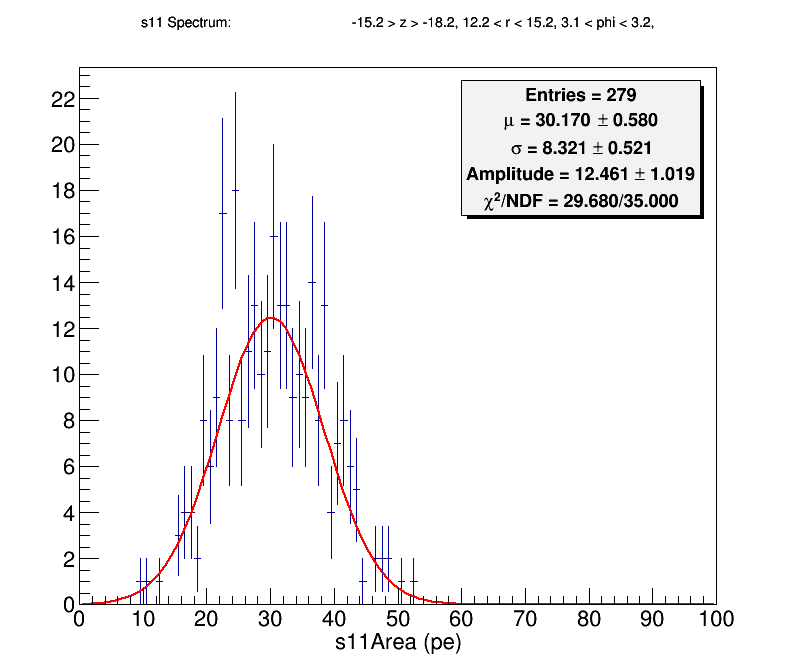 s11 Spectrum: -15.2 > z > -18.2, 12.2 < r < 15.2, 3.1 < phi < 3.2,
Entries = 279
μ = 30.170 ± 0.580
σ = 8.321 ± 0.521
Amplitude = 12.461 ± 1.019
χ²/NDF = 29.680/35.000
22
20
18
16
14
12
10
8
6
4
2
0
0 10 20 30 40 50 60 70 80 90 100
s11Area (pe)